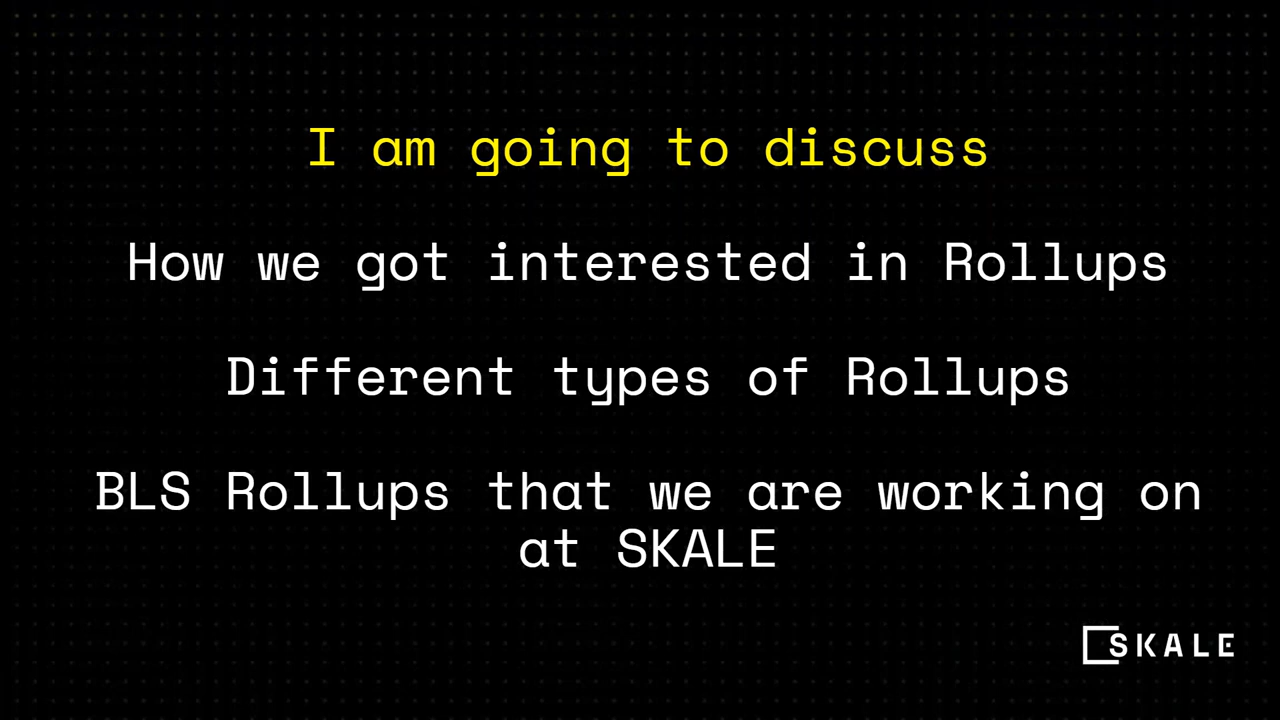 I am going to discuss
How we got interested in Rollups
Different types of Rollups
BLS Rollups that we are working on
at SKALE
SKALE